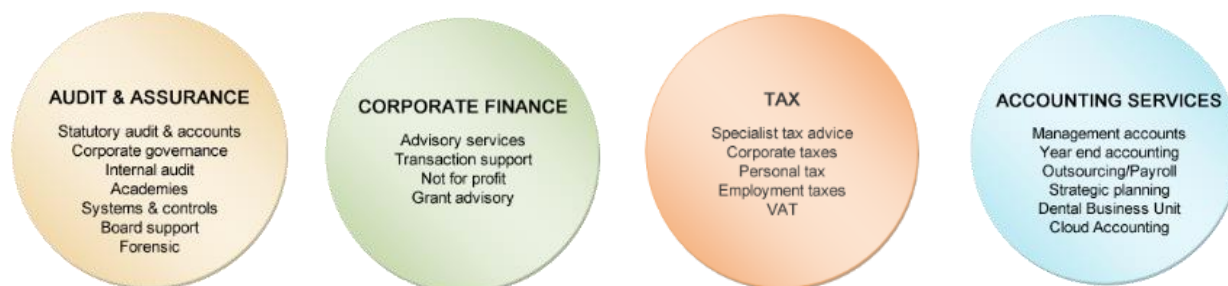 AUDIT & ASSURANCE
Statutory audit & accounts
Corporate governance
Internal audit
Academies
Systems & controls
Board support
Forensic
CORPORATE FINANCE
Advisory services
Transaction support
Not for profit
Grant advisory
TAX
Specialist tax advice
Corporate taxes
Personal tax
Employment taxes
VAT
ACCOUNTING SERVICES
Management accounts
Year end accounting
Outsourcing/Payroll
Strategic planning
Dental Business Unit
Cloud Accounting